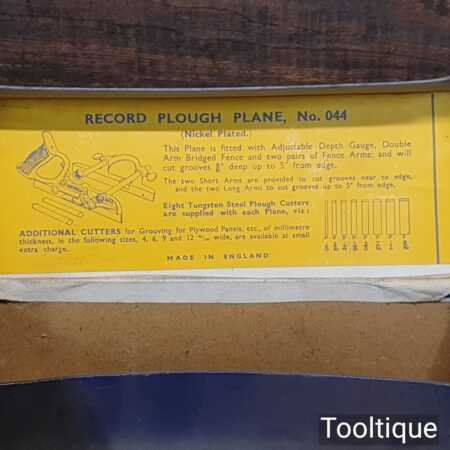 RECORD PLOUGH PLANE, No. 044
(Nickel Plated.)
This Plane is fitted with Adjustable Depth Gauge, Double
Arm Bridged Fence and two pairs of Fence Arms, and will
cut grooves ⅝" deep up to 5" from edge.
The two Short Arms are provided to cut grooves near to edge,
and the two Long Arms to cut grooves up to 5" from edge.
Eight Tungsten Steel Plough Cutters
are supplied with each Plane, viz:
ADDITIONAL CUTTERS for Grooving for Plywood Panels, etc., of millimetre
thickness, in the following sizes, 4, 6, 9 and 12 m/m wide, are available at small
extra charge.
MADE IN ENGLAND
Tooltique